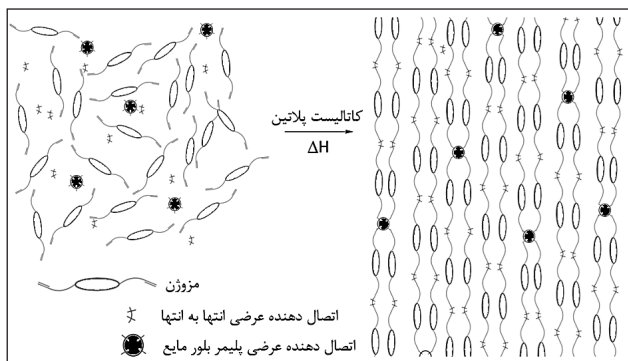 کاتالیست پلاتین
ΔH
مزوژن
اتصال دهنده عرضی انتها به انتها
اتصال دهنده عرضی پلیمر بلور مایع